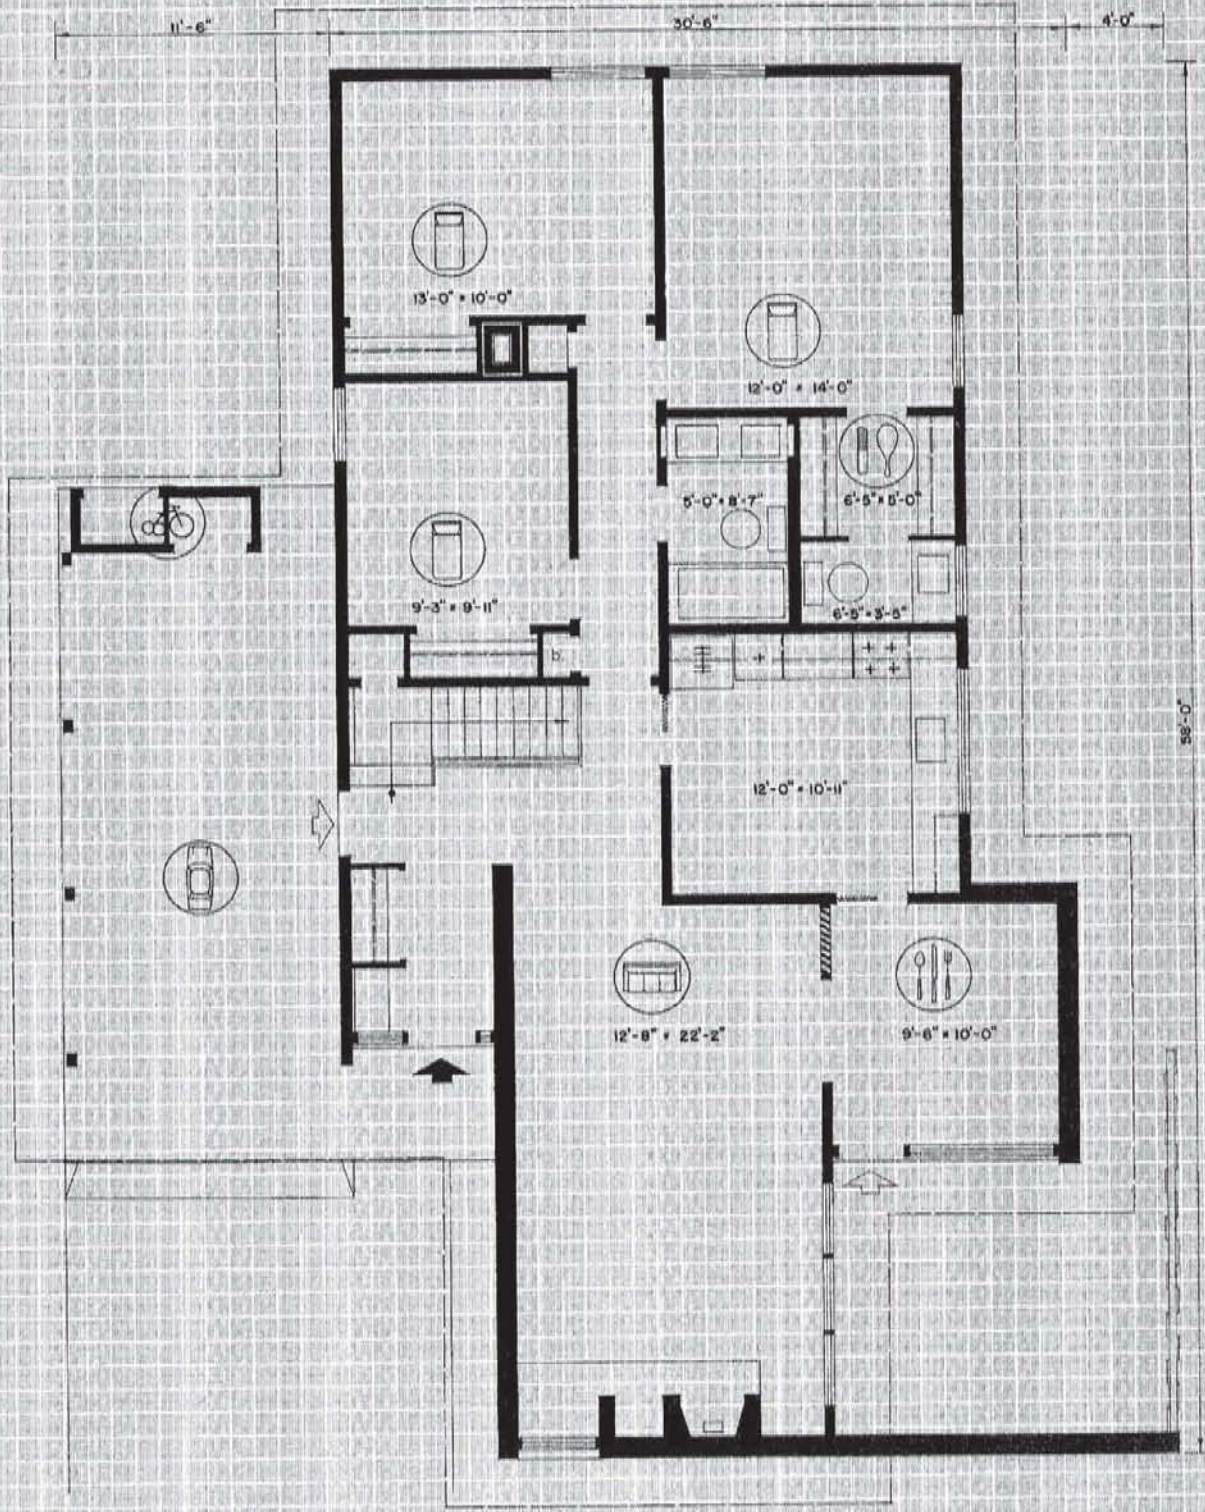 11'-6"
30'-6"
4'-0"
13'-0" × 10'-0"
12'-0" × 14'-0"
5'-0" × 8'-7"
6'-5" × 5'-0"
9'-3" × 9'-11"
6'-5" × 3'-5"
b.
58'-0"
12'-0" × 10'-11"
12'-8" × 22'-2"
9'-6" × 10'-0"